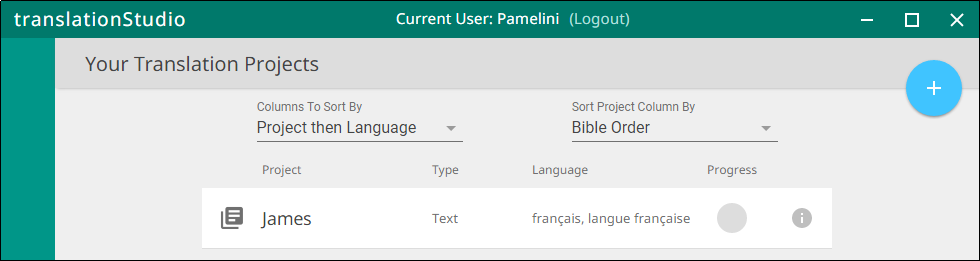 translationStudio Current User: Pamelini (Logout)
Your Translation Projects
Columns To Sort By Sort Project Column By
Project then Language Bible Order
Project Type Language Progress
James Text français, langue française